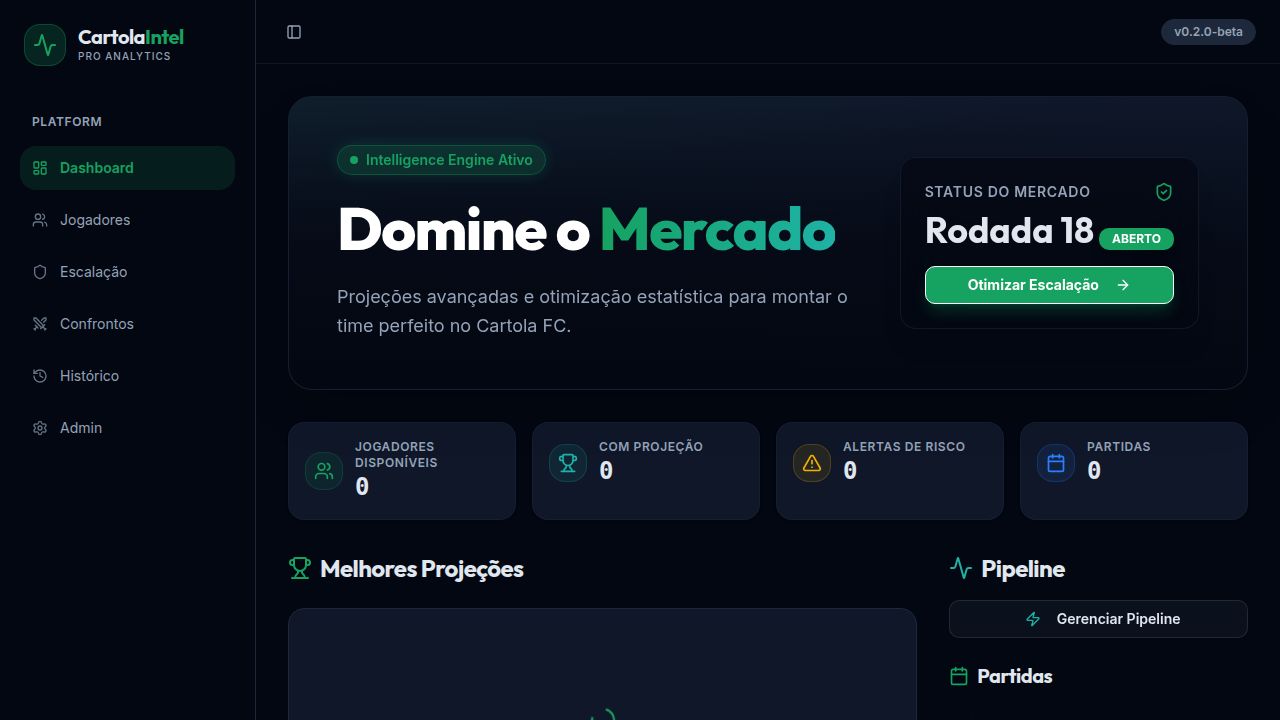 CartolaIntel
PRO ANALYTICS
PLATFORM
Dashboard
Jogadores
Escalação
Confrontos
Histórico
Admin
v0.2.0-beta
Intelligence Engine Ativo
Domine o Mercado
Projeções avançadas e otimização estatística para montar o
time perfeito no Cartola FC.
STATUS DO MERCADO
Rodada 18
ABERTO
Otimizar Escalação
JOGADORES
DISPONÍVEIS
0
COM PROJEÇÃO
0
ALERTAS DE RISCO
0
PARTIDAS
0
Melhores Projeções
Pipeline
Gerenciar Pipeline
Partidas